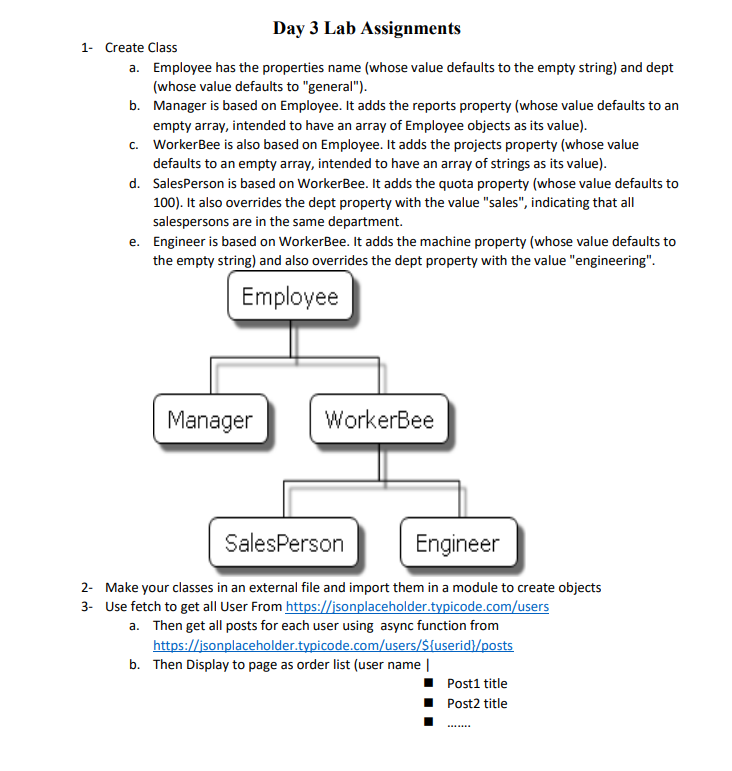 Day 3 Lab Assignments
1- Create Class
a. Employee has the properties name (whose value defaults to the empty string) and dept
(whose value defaults to "general").
b. Manager is based on Employee. It adds the reports property (whose value defaults to an
empty array, intended to have an array of Employee objects as its value).
c. WorkerBee is also based on Employee. It adds the projects property (whose value
defaults to an empty array, intended to have an array of strings as its value).
d. SalesPerson is based on WorkerBee. It adds the quota property (whose value defaults to
100). It also overrides the dept property with the value "sales", indicating that all
salespersons are in the same department.
e. Engineer is based on WorkerBee. It adds the machine property (whose value defaults to
the empty string) and also overrides the dept property with the value "engineering".
Employee
Manager
WorkerBee
SalesPerson
Engineer
2- Make your classes in an external file and import them in a module to create objects
3- Use fetch to get all User From https://jsonplaceholder.typicode.com/users
a. Then get all posts for each user using async function from
https://jsonplaceholder.typicode.com/users/${userid}/posts
b. Then Display to page as order list (user name |
■ Post1 title
■ Post2 title
■ .......